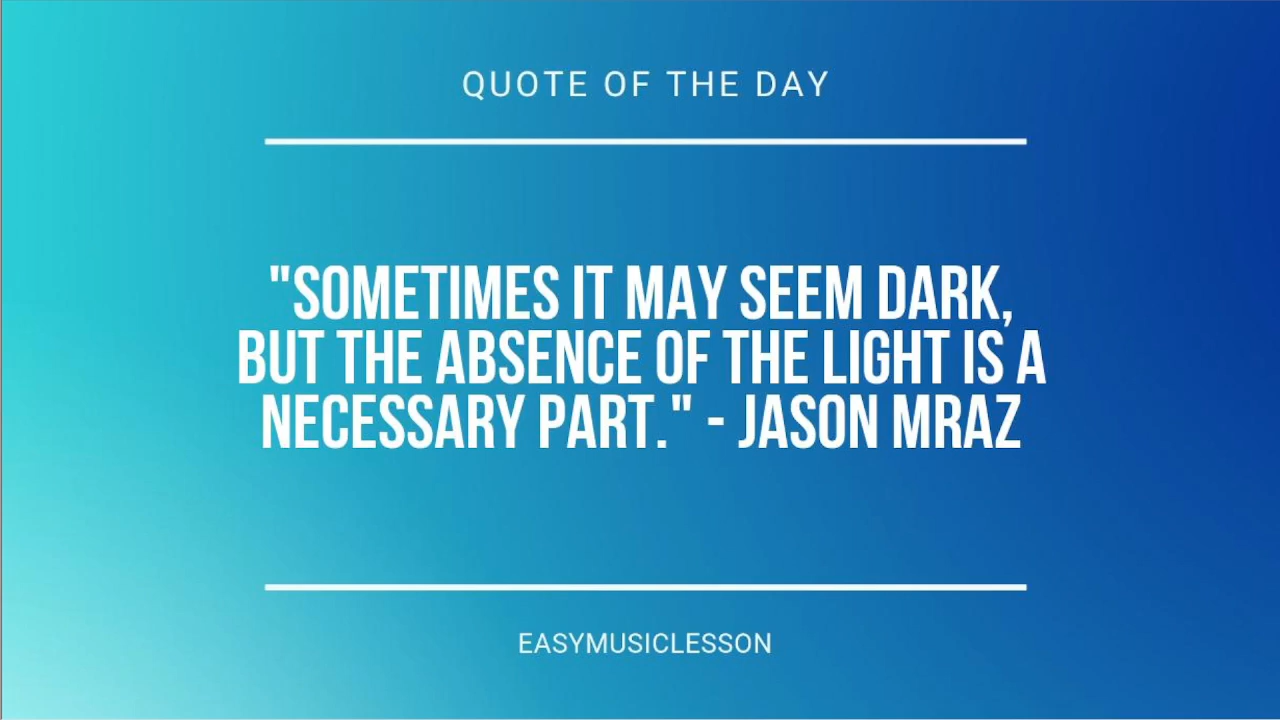 QUOTE OF THE DAY
"SOMETIMES IT MAY SEEM DARK,
BUT THE ABSENCE OF THE LIGHT IS A
NECESSARY PART." - JASON MRAZ
EASYMUSICLESSON